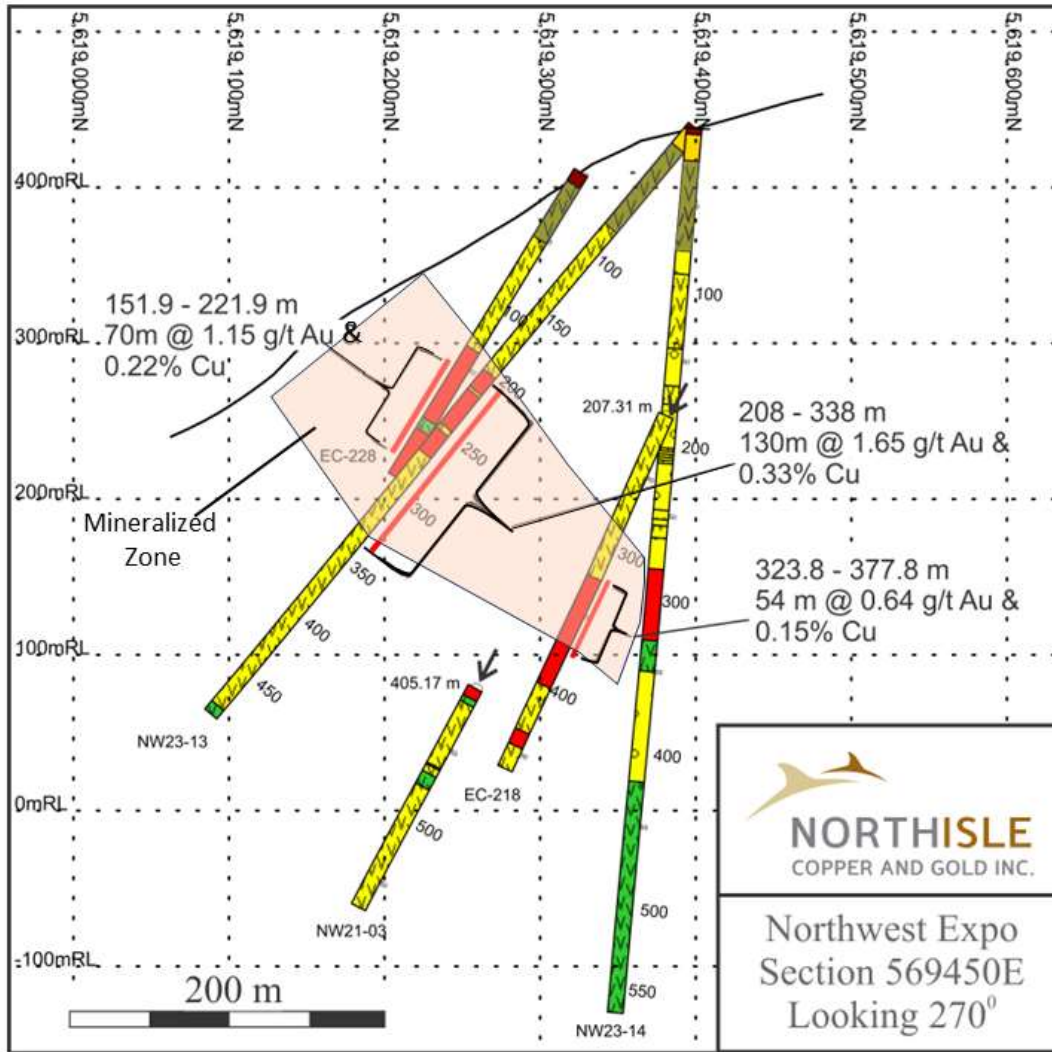 5,619,000mN
5,619,100mN
5,619,200mN
5,619,300mN
5,619,400mN
5,619,500mN
5,619,600mN
400mRL
300mRL
200mRL
100mRL
0mRL
-100mRL
151.9 - 221.9 m
70m @ 1.15 g/t Au &
0.22% Cu
100
150
100
100
200
207.31 m
200
208 - 338 m
130m @ 1.65 g/t Au &
0.33% Cu
EC-228
250
300
350
Mineralized
Zone
300
300
323.8 - 377.8 m
54 m @ 0.64 g/t Au &
0.15% Cu
400
450
NW23-13
405.17 m
400
400
EC-218
500
NW21-03
500
550
NW23-14
200 m
NORTHISLE
COPPER AND GOLD INC.
Northwest Expo
Section 569450E
Looking 270⁰